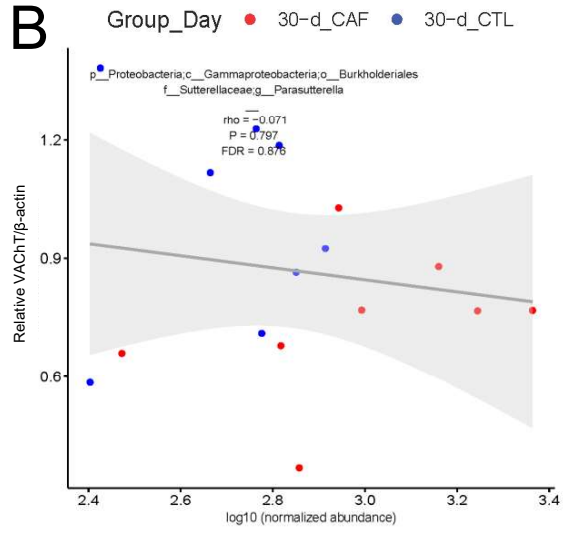 B
Group_Day 30-d_CAF 30-d_CTL
p__Proteobacteria;c__Gammaproteobacteria;o__Burkholderiales
f__Sutterellaceae;g__Parasutterella
__
rho = −0.071
P = 0.797
FDR = 0.876
Relative VAChT/β-actin
1.2
0.9
0.6
2.4 2.6 2.8 3.0 3.2 3.4
log10 (normalized abundance)